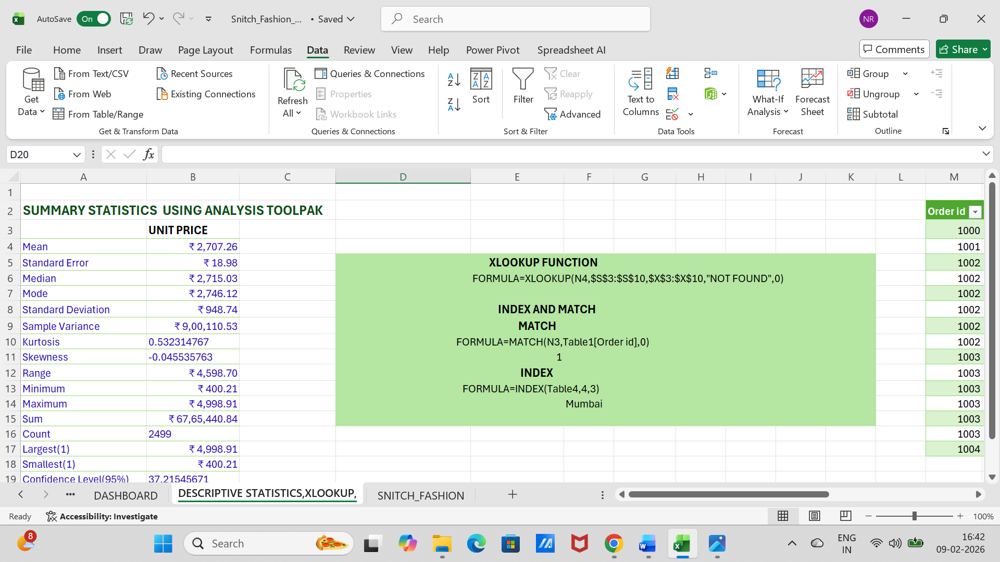 AutoSave On Snitch_Fashion_... • Saved Search NR
File Home Insert Draw Page Layout Formulas Data Review View Help Power Pivot Spreadsheet AI Comments Share
Get Data
From Text/CSV
From Web
From Table/Range
Recent Sources
Existing Connections
Get & Transform Data
Refresh All
Queries & Connections
Properties
Workbook Links
Queries & Connections
Sort
Filter
Clear
Reapply
Advanced
Sort & Filter
Text to Columns
Data Tools
What-If Analysis
Forecast Sheet
Forecast
Group
Ungroup
Subtotal
Outline
D20 fx
A B C D E F G H I J K L M
1
2 SUMMARY STATISTICS USING ANALYSIS TOOLPAK Order id
3 UNIT PRICE 1000
4 Mean ₹ 2,707.26 1001
5 Standard Error ₹ 18.98 XLOOKUP FUNCTION 1002
6 Median ₹ 2,715.03 FORMULA=XLOOKUP(N4,$S$3:$S$10,$X$3:$X$10,"NOT FOUND",0) 1002
7 Mode ₹ 2,746.12 1002
8 Standard Deviation ₹ 948.74 INDEX AND MATCH 1002
9 Sample Variance ₹ 9,00,110.53 MATCH 1002
10 Kurtosis 0.532314767 FORMULA=MATCH(N3,Table1[Order id],0) 1002
11 Skewness -0.045535763 1 1003
12 Range ₹ 4,598.70 INDEX 1003
13 Minimum ₹ 400.21 FORMULA=INDEX(Table4,4,3) 1003
14 Maximum ₹ 4,998.91 Mumbai 1003
15 Sum ₹ 67,65,440.84 1003
16 Count 2499 1003
17 Largest(1) ₹ 4,998.91 1004
18 Smallest(1) ₹ 400.21
19 Confidence Level(95%) 37.21545671
DASHBOARD DESCRIPTIVE STATISTICS,XLOOKUP, SNITCH_FASHION
Ready Accessibility: Investigate 100%
8 Search ENG IN 16:42 09-02-2026